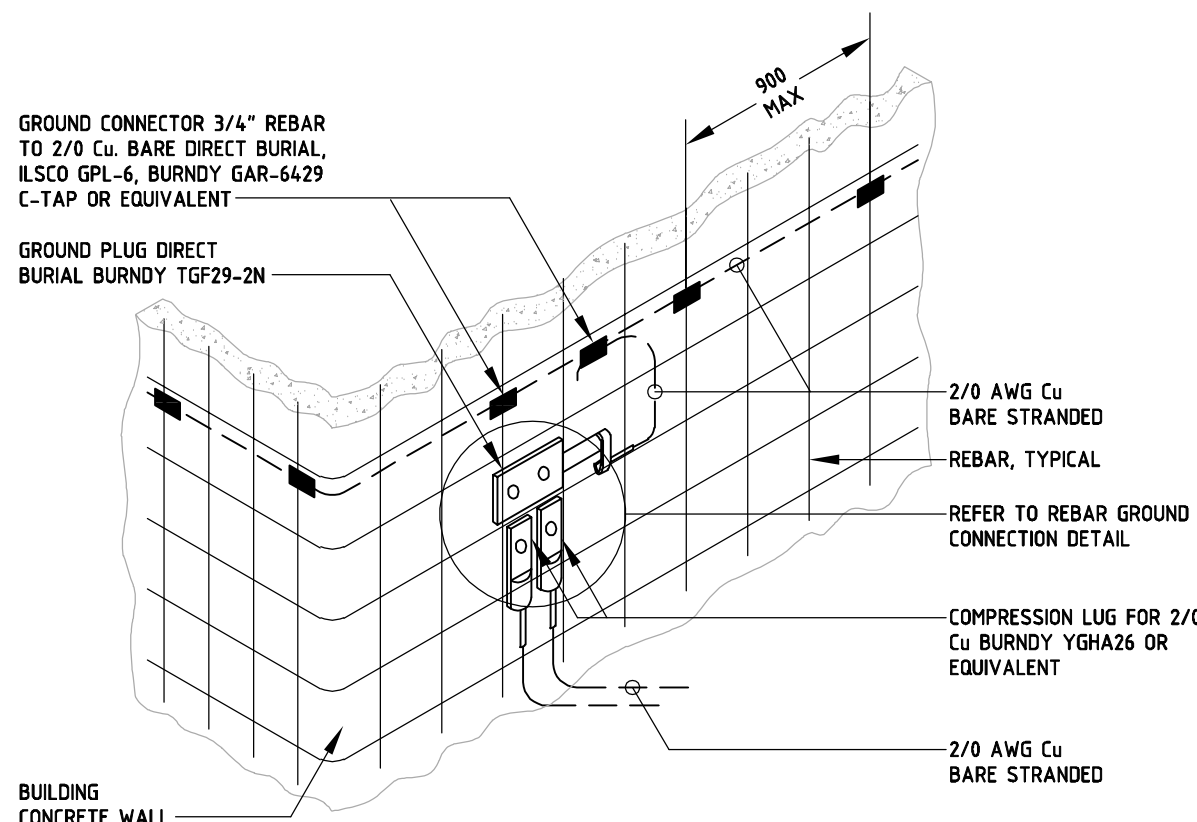 900
MAX
GROUND CONNECTOR 3/4" REBAR
TO 2/0 Cu. BARE DIRECT BURIAL,
ILSCO GPL-6, BURNDY GAR-6429
C-TAP OR EQUIVALENT
GROUND PLUG DIRECT
BURIAL BURNDY TGF29-2N
2/0 AWG Cu
BARE STRANDED
REBAR, TYPICAL
REFER TO REBAR GROUND
CONNECTION DETAIL
COMPRESSION LUG FOR 2/0
Cu BURNDY YGHA26 OR
EQUIVALENT
2/0 AWG Cu
BARE STRANDED
BUILDING
CONCRETE WALL